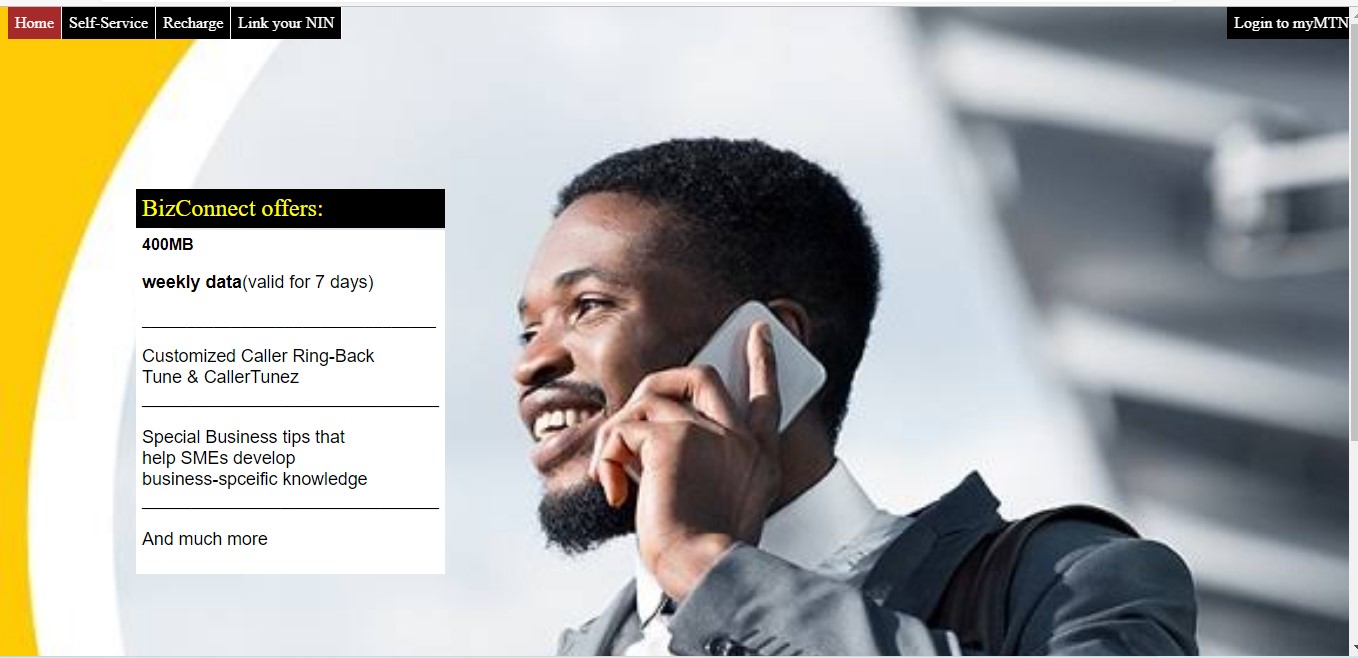 Home Self-Service Recharge Link your NIN Login to myMTN
BizConnect offers:
400MB
weekly data(valid for 7 days)
Customized Caller Ring-Back
Tune & CallerTunez
Special Business tips that
help SMEs develop
business-spceific knowledge
And much more